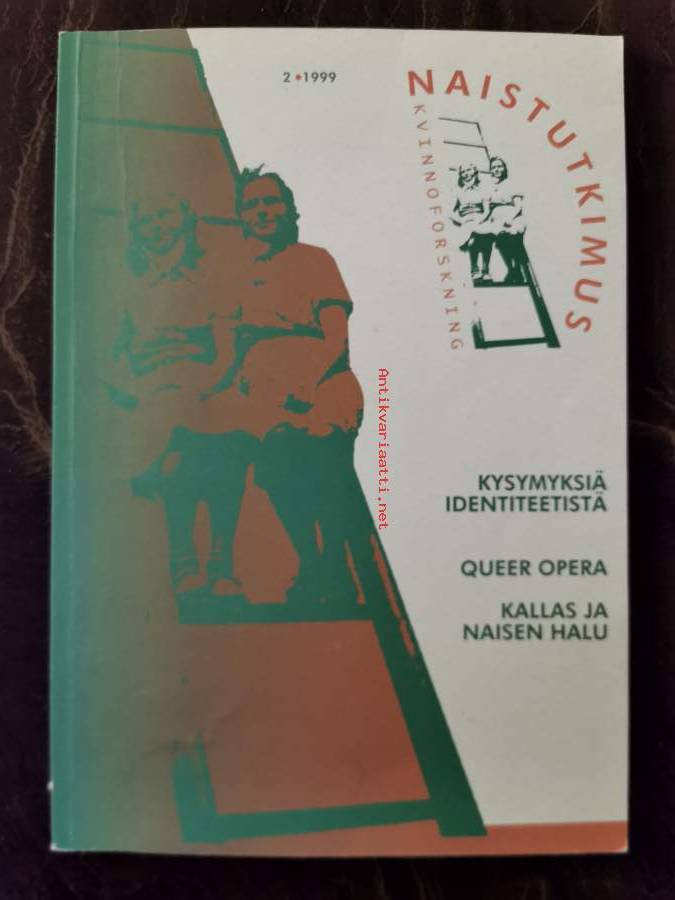 2 • 1999
NAISTUTKIMUS
KVINNOFORSKNING
Antikvariaatti.net
KYSYMYKSIÄ
IDENTITEETISTÄ
QUEER OPERA
KALLAS JA
NAISEN HALU